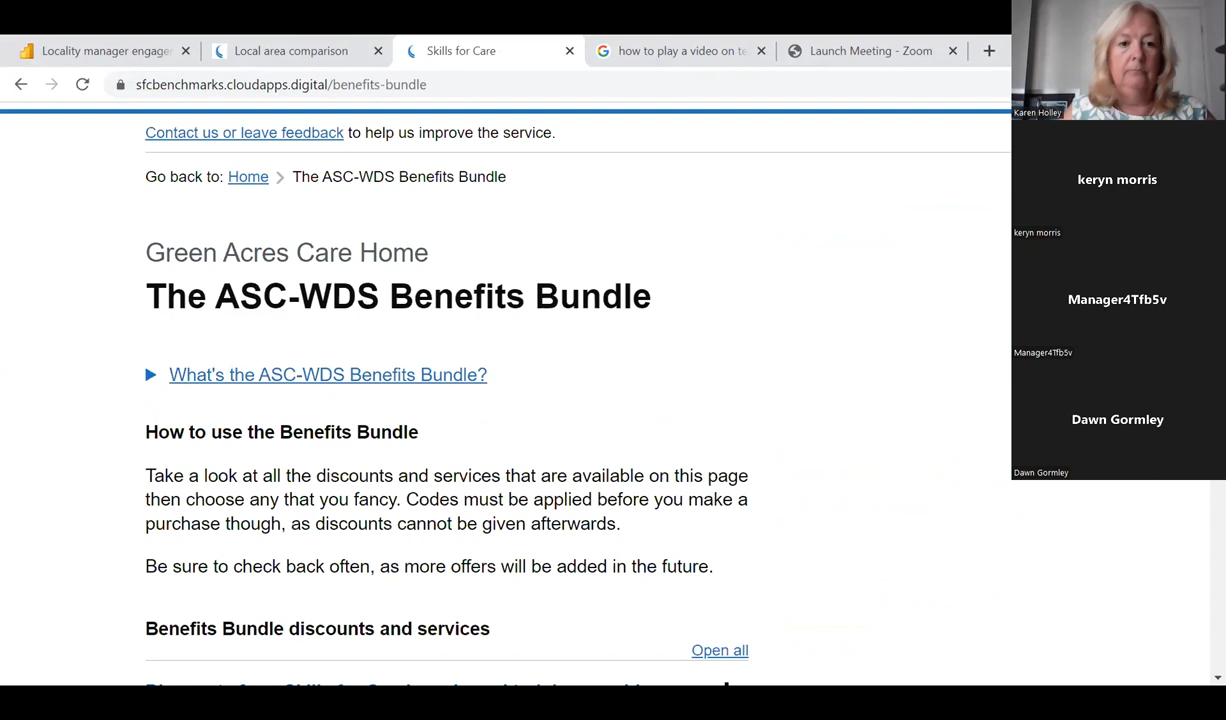 Locality manager engage
Local area comparison
Skills for Care
how to play a video on te
Launch Meeting - Zoom
sfcbenchmarks.cloudapps.digital/benefits-bundle
Contact us or leave feedback to help us improve the service.
Go back to: Home > The ASC-WDS Benefits Bundle
Green Acres Care Home
The ASC-WDS Benefits Bundle
What's the ASC-WDS Benefits Bundle?
How to use the Benefits Bundle
Take a look at all the discounts and services that are available on this page
then choose any that you fancy. Codes must be applied before you make a
purchase though, as discounts cannot be given afterwards.
Be sure to check back often, as more offers will be added in the future.
Benefits Bundle discounts and services
Open all
Karen Holley
keryn morris
keryn morris
Manager4Tfb5v
Manager4Tfb5v
Dawn Gormley
Dawn Gormley